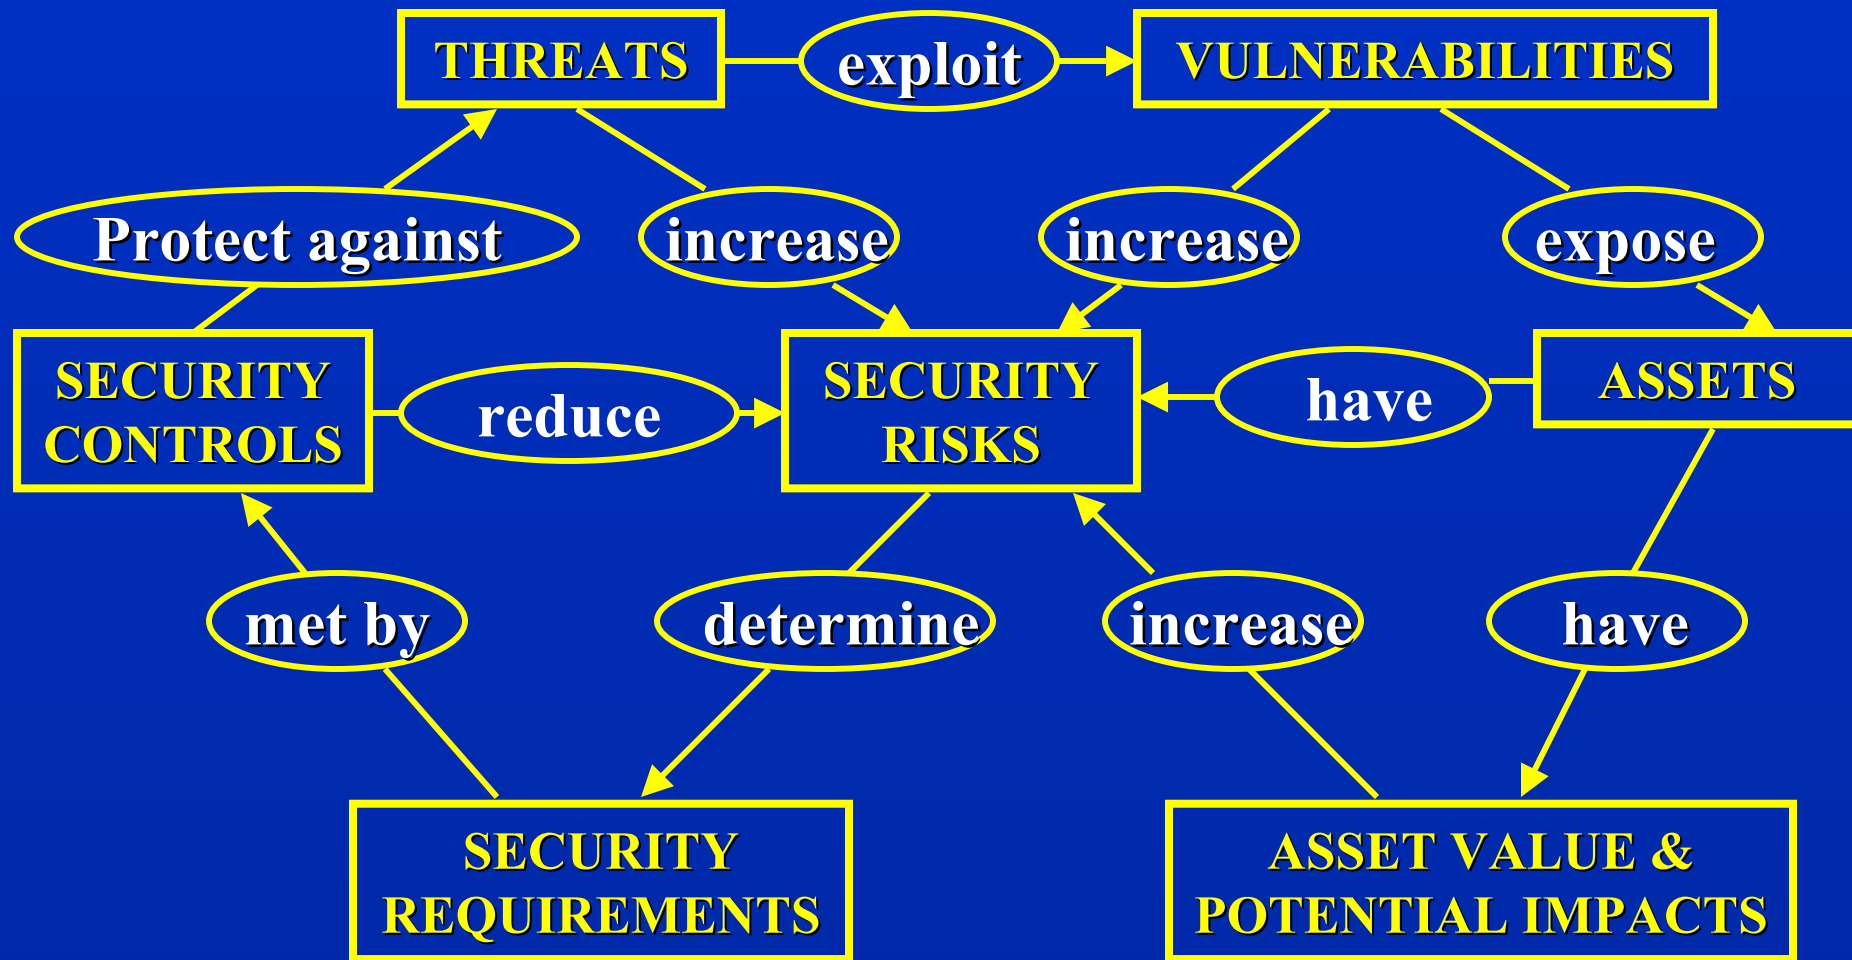 THREATS
exploit
VULNERABILITIES
Protect against
increase
increase
expose
SECURITY
CONTROLS
reduce
SECURITY
RISKS
have
ASSETS
met by
determine
increase
have
SECURITY
REQUIREMENTS
ASSET VALUE &
POTENTIAL IMPACTS